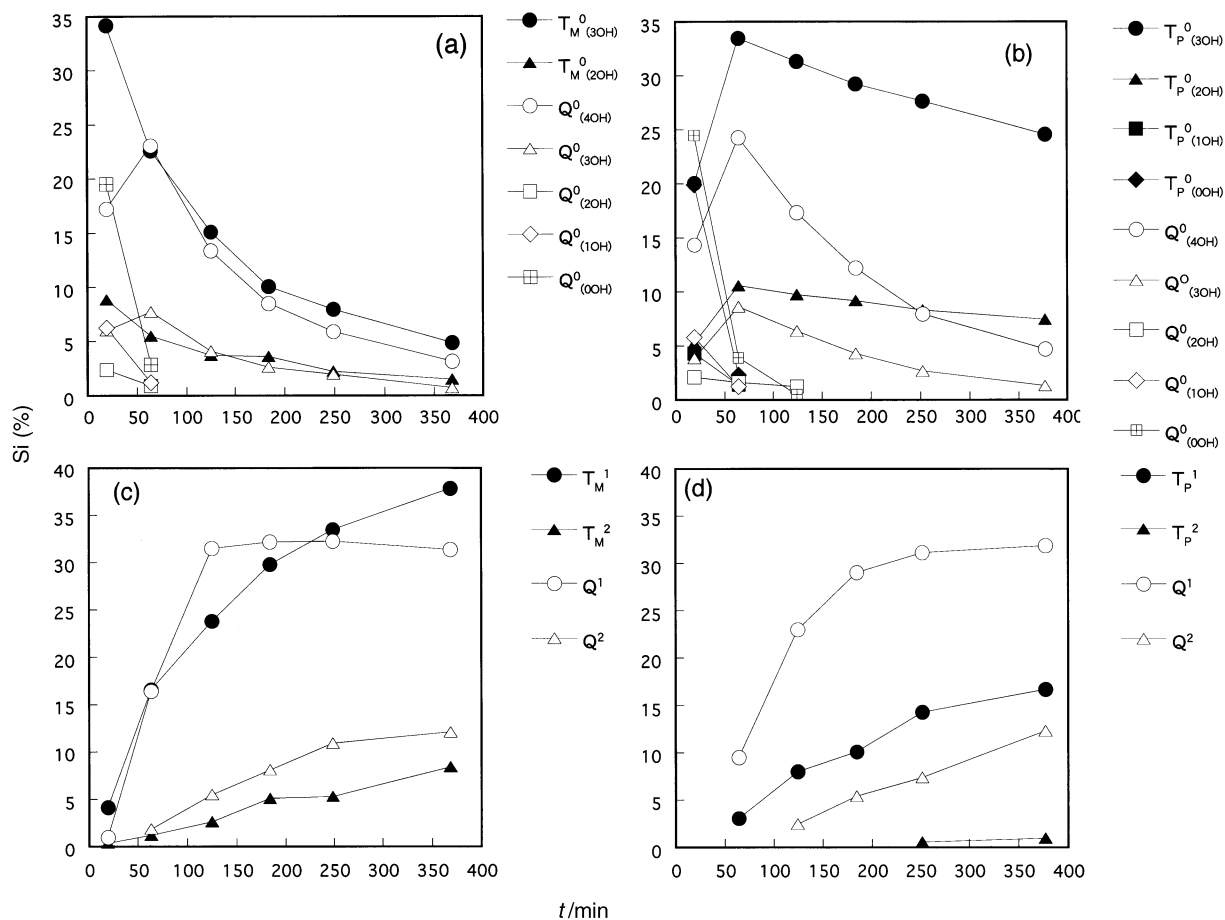 (a)
35
30
25
20
15
10
5
0
0 50 100 150 200 250 300 350 400
T_M^0(3OH)
T_M^0(2OH)
Q^0(4OH)
Q^0(3OH)
Q^0(2OH)
Q^0(1OH)
Q^0(0OH)
(b)
35
30
25
20
15
10
5
0
0 50 100 150 200 250 300 350 400
T_P^0(3OH)
T_P^0(2OH)
T_P^0(1OH)
T_P^0(0OH)
Q^0(4OH)
Q^0(3OH)
Q^0(2OH)
Q^0(1OH)
Q^0(0OH)
Si (%)
(c)
40
35
30
25
20
15
10
5
0
0 50 100 150 200 250 300 350 400
T_M^1
T_M^2
Q^1
Q^2
(d)
40
35
30
25
20
15
10
5
0
0 50 100 150 200 250 300 350 400
T_P^1
T_P^2
Q^1
Q^2
t/min